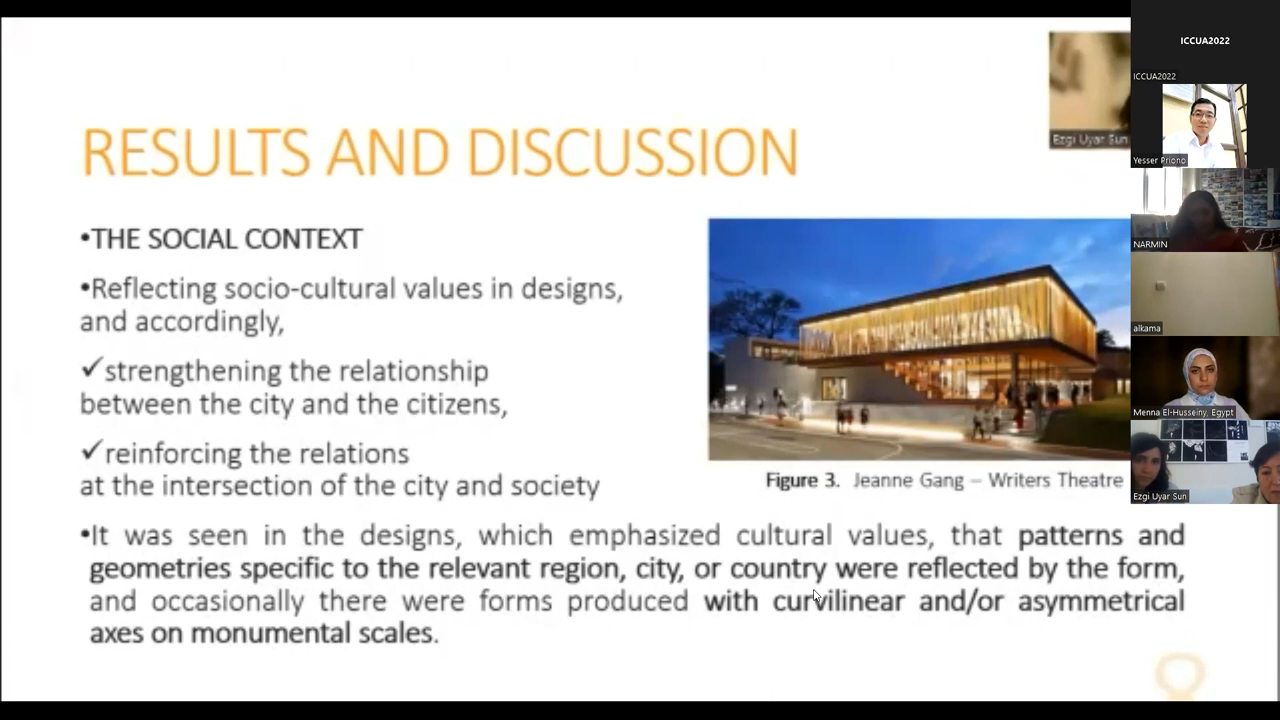 RESULTS AND DISCUSSION
•THE SOCIAL CONTEXT
•Reflecting socio-cultural values in designs,
and accordingly,
✓strengthening the relationship
between the city and the citizens,
✓reinforcing the relations
at the intersection of the city and society
Figure 3. Jeanne Gang – Writers Theatre
•It was seen in the designs, which emphasized cultural values, that patterns and
geometries specific to the relevant region, city, or country were reflected by the form,
and occasionally there were forms produced with curvilinear and/or asymmetrical
axes on monumental scales.
Ezgi Uyar Sun
ICCUA2022
ICCUA2022
Yesser Priono
NARMIN
alkama
Menna El-Husseiny, Egypt
Ezgi Uyar Sun